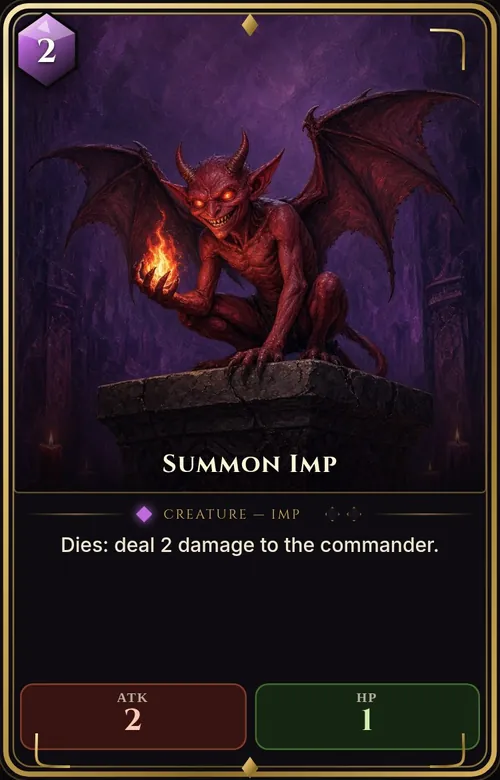 2
Summon Imp
CREATURE — IMP
Dies: deal 2 damage to the commander.
ATK
2
HP
1